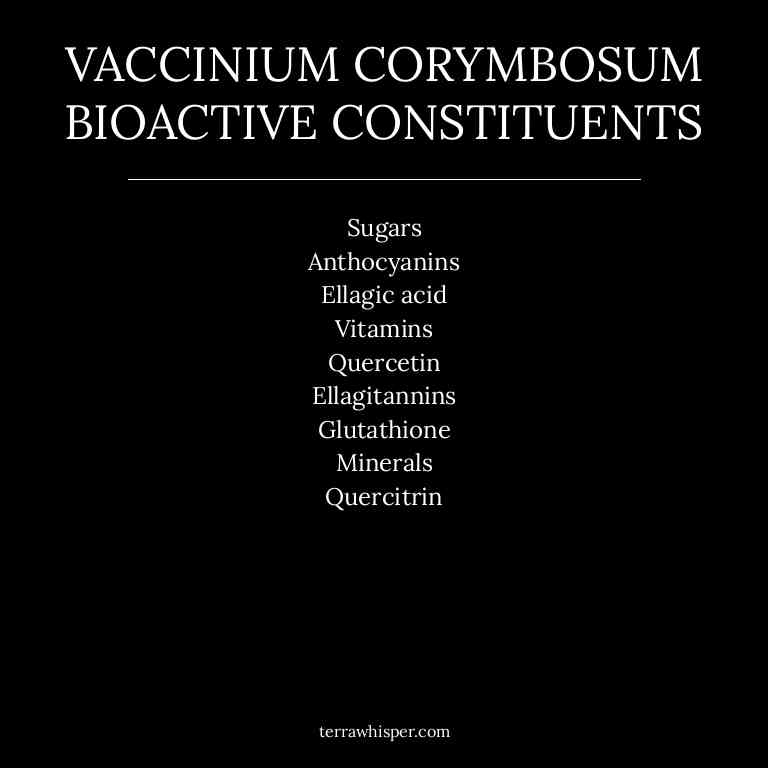 VACCINIUM CORYMBOSUM
BIOACTIVE CONSTITUENTS
Sugars
Anthocyanins
Ellagic acid
Vitamins
Quercetin
Ellagitannins
Glutathione
Minerals
Quercitrin
terrawhisper.com